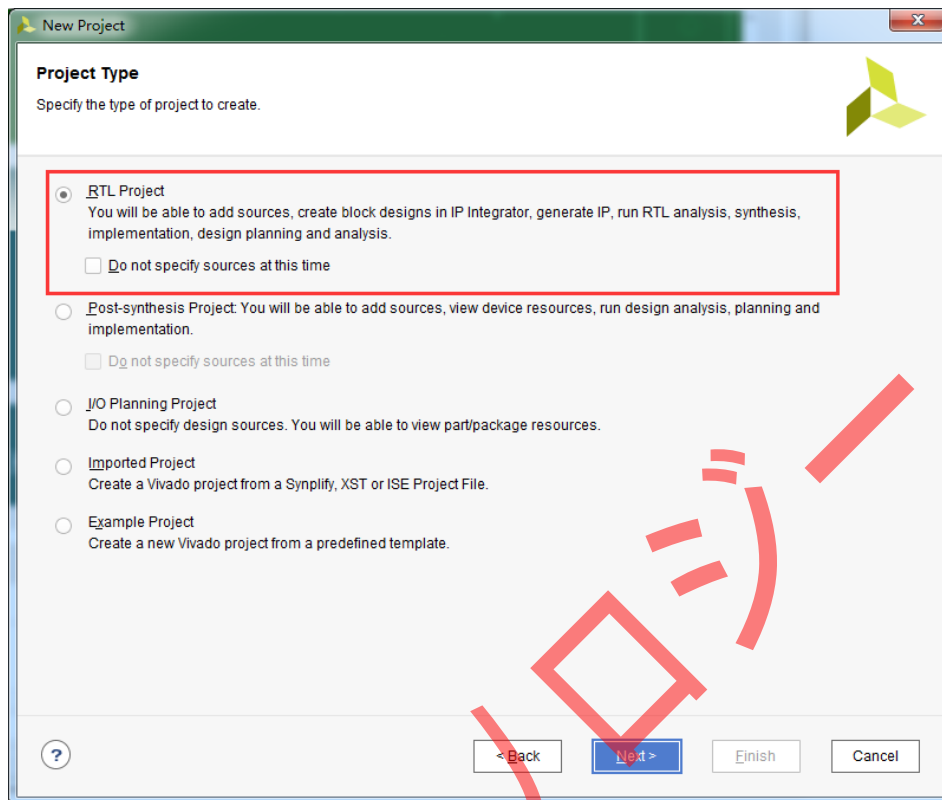 New Project
Project Type
Specify the type of project to create.
RTL Project
You will be able to add sources, create block designs in IP Integrator, generate IP, run RTL analysis, synthesis,
implementation, design planning and analysis.
Do not specify sources at this time
Post-synthesis Project: You will be able to add sources, view device resources, run design analysis, planning and
implementation.
Do not specify sources at this time
I/O Planning Project
Do not specify design sources. You will be able to view part/package resources.
Imported Project
Create a Vivado project from a Synplify, XST or ISE Project File.
Example Project
Create a new Vivado project from a predefined template.
ロジー
?
< Back
Next >
Finish
Cancel